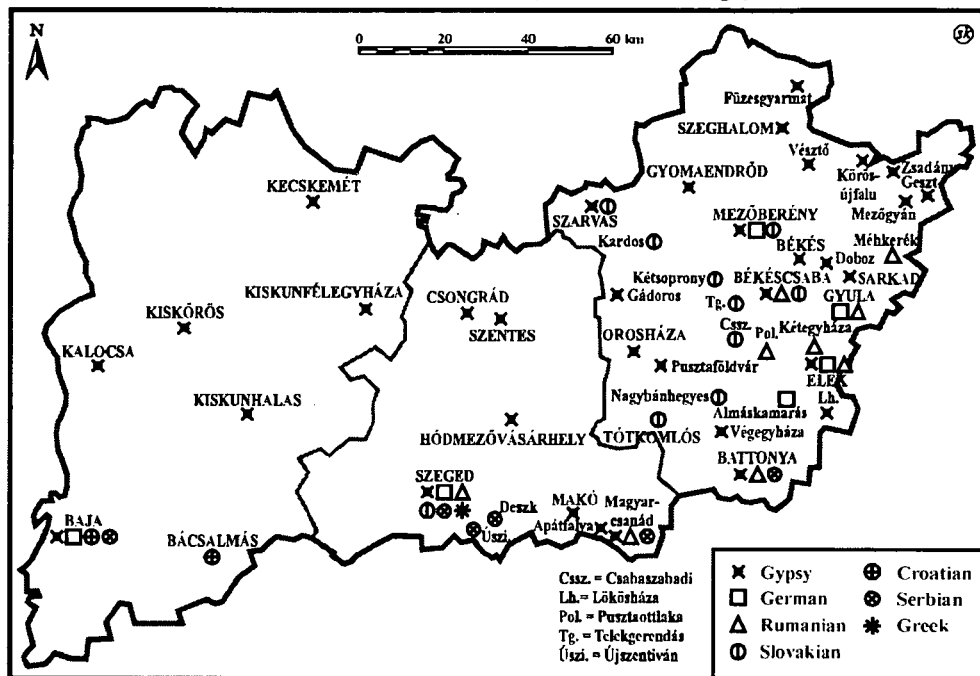 N
0 20 40 60 km
sk
Füzesgyarmat
SZEGHALOM
Vésztő
Körös-
újfalu
Zsadány
Geszt
Mezőgyán
GYOMAENDRŐD
KECSKEMÉT
SZARVAS
MEZŐBERÉNY
Kardos
BÉKÉS
Doboz
Méhkerék
SARKAD
Kétsoprony
BÉKÉSCSABA
Gádoros
Tg.
GYULA
KISKUNFÉLEGYHÁZA
CSONGRÁD
SZENTES
KISKŐRÖS
Cssz.
Pol.
Kétegyháza
OROSHÁZA
KALOCSA
Pusztaföldvár
ELEK
Lh.
KISKUNHALAS
Nagybánhegyes
Almáskamarás
HÓDMEZŐVÁSÁRHELY
TÓTKOMLÓS
Végegyháza
BATTONYA
SZEGED
Deszk
Úszi.
MAKÓ
Apátfalva
Magyar-
csanád
BAJA
BÁCSALMÁS
Cssz. = Csabaszabadi
Lh.= Lőkösháza
Pol. = Pusztaottlaka
Tg. = Telekgerendás
Úszi. = Újszentiván
Gypsy
German
Rumanian
Slovakian
Croatian
Serbian
Greek